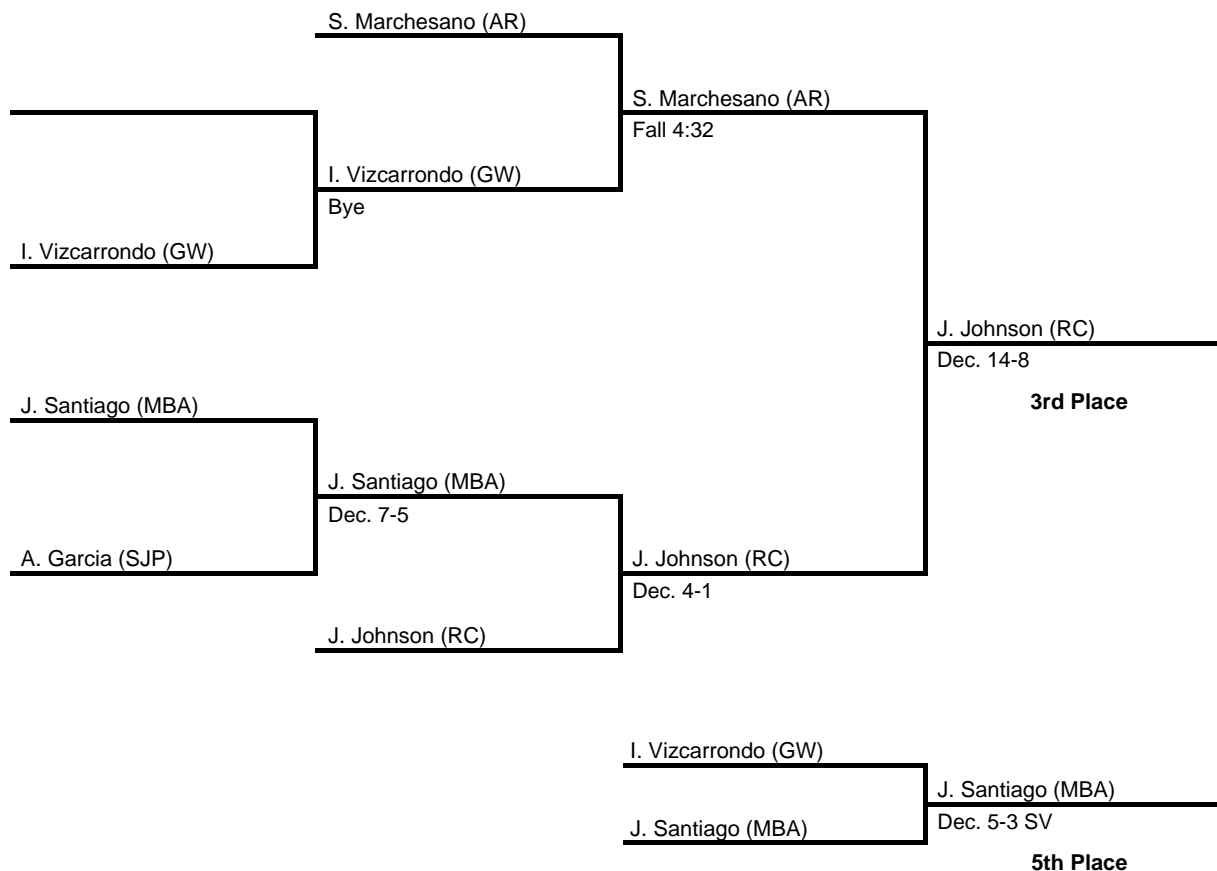 S. Marchesano (AR)
S. Marchesano (AR)
Fall 4:32
I. Vizcarrondo (GW)
Bye
I. Vizcarrondo (GW)
J. Johnson (RC)
Dec. 14-8
3rd Place
J. Santiago (MBA)
J. Santiago (MBA)
Dec. 7-5
A. Garcia (SJP)
J. Johnson (RC)
Dec. 4-1
J. Johnson (RC)
I. Vizcarrondo (GW)
J. Santiago (MBA)
Dec. 5-3 SV
J. Santiago (MBA)
5th Place